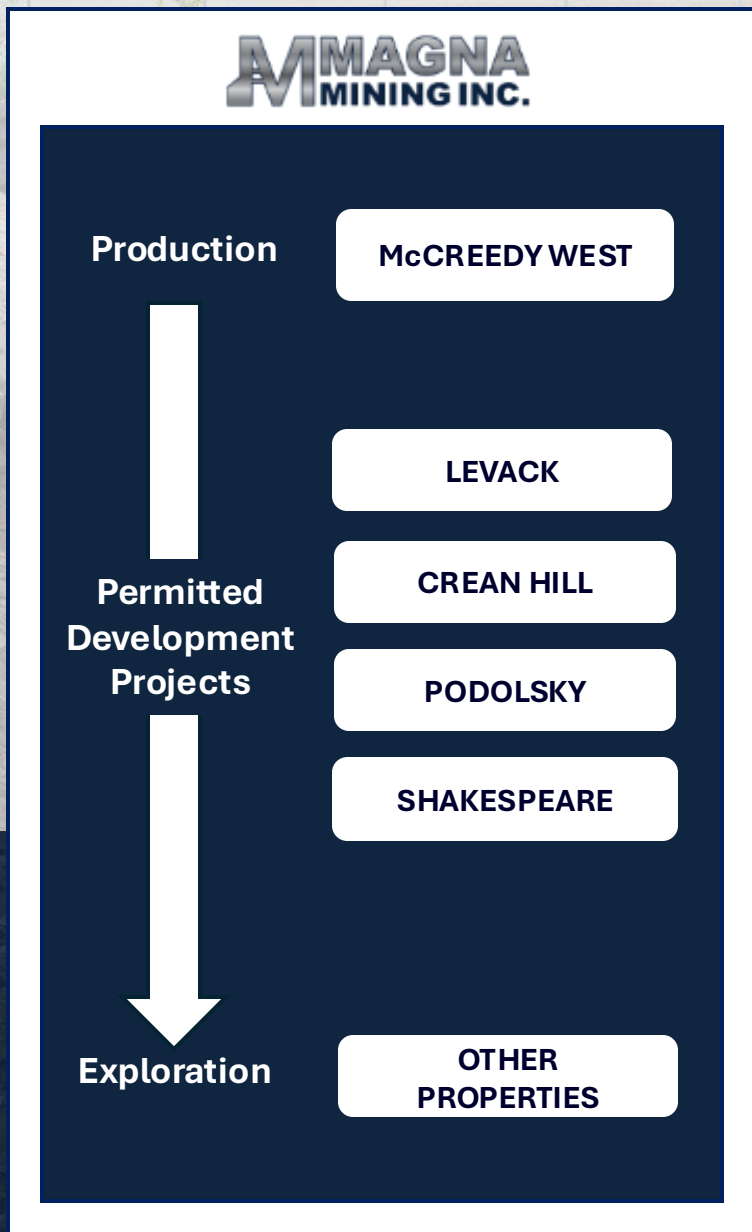 MAGNA
MINING INC.
Production
McCREEDY WEST
LEVACK
CREAN HILL
Permitted
Development
Projects
PODOLSKY
SHAKESPEARE
Exploration
OTHER
PROPERTIES